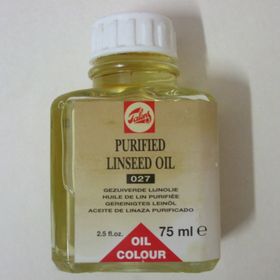 Talens
PURIFIED
LINSEED OIL
027
GEZUIVERDE LIJNOLIE
HUILE DE LIN PURIFIÉE
GEREINIGTES LEINÖL
ACEITE DE LINAZA PURIFICADO
2.5 fl.oz. 75 ml e
OIL
COLOUR